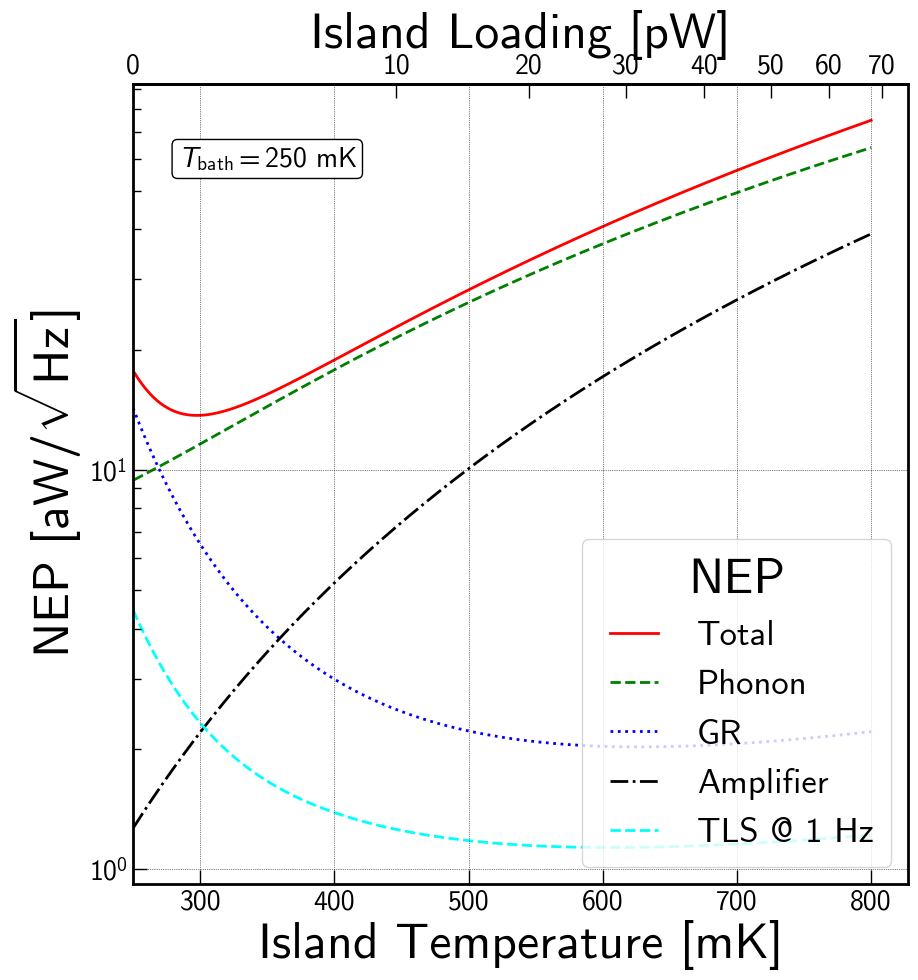 Island Loading [pW]
0 10 20 30 40 50 60 70
T_bath = 250 mK
NEP [aW/√Hz]
10^1
10^0
NEP
Total
Phonon
GR
Amplifier
TLS @ 1 Hz
300 400 500 600 700 800
Island Temperature [mK]